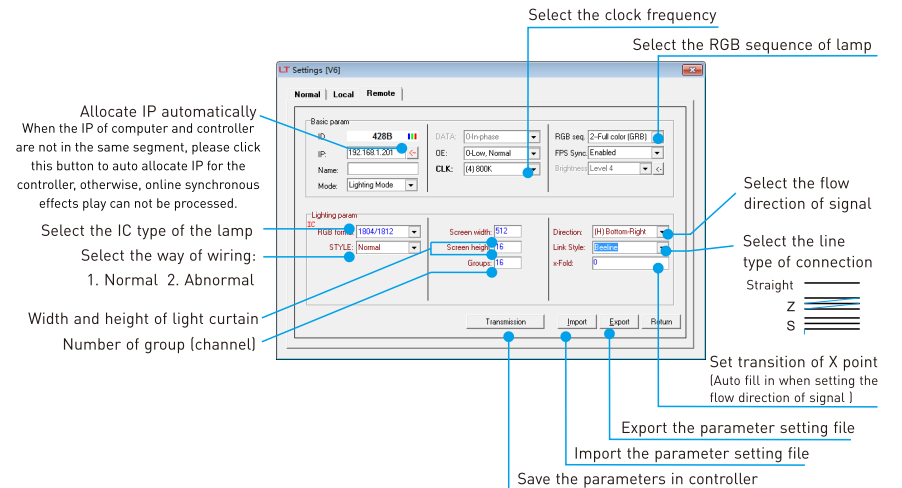 Select the clock frequency
Select the RGB sequence of lamp
LT Settings [V6]
Normal
Local
Remote
Allocate IP automatically
When the IP of computer and controller
are not in the same segment, please click
this button to auto allocate IP for the
controller, otherwise, online synchronous
effects play can not be processed.
Basic param
ID 428B
IP: 192.168.1.201 <-
Name:
Mode: Lighting Mode
DATA: 0-In-phase
OE: 0-Low, Normal
CLK: (4) 800K
RGB seq. 2-Full color (GRB)
FPS Sync. Enabled
Brightness Level 4 <-
Select the flow
direction of signal
Select the IC type of the lamp
Select the way of wiring:
1. Normal 2. Abnormal
Lighting param
IC
RGB format 1804/1812
STYLE: Normal
Screen width: 512
Screen height 16
Groups: 16
Direction: (H) Bottom-Right
Link Style: Beeline
x-Fold: 0
Select the line
type of connection
Straight
Z
S
Width and height of light curtain
Number of group (channel)
Transmission
Import
Export
Return
Set transition of X point
(Auto fill in when setting the
flow direction of signal )
Export the parameter setting file
Import the parameter setting file
Save the parameters in controller